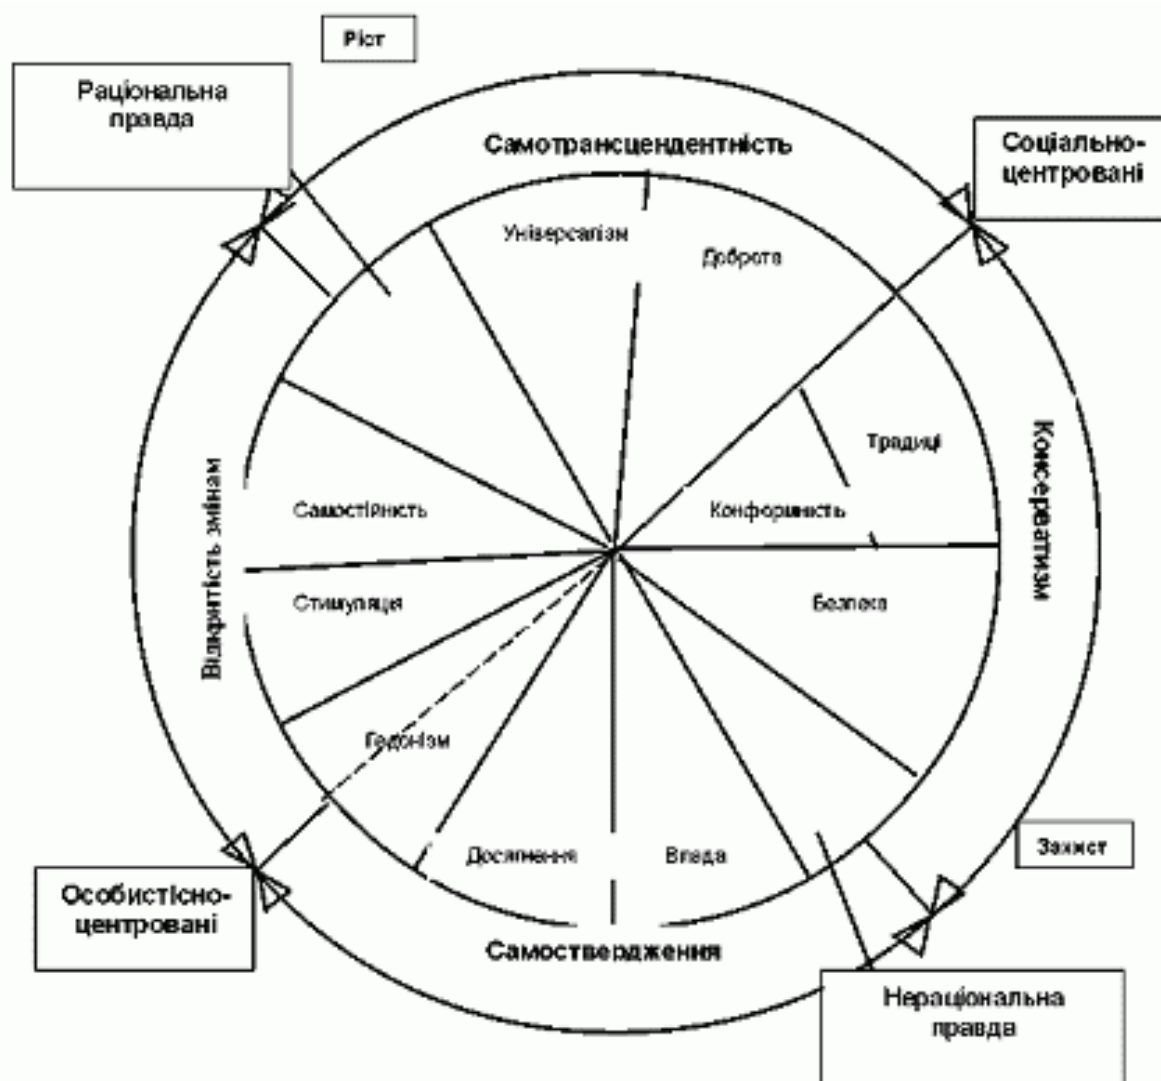 Ріст
Раціональна
правда
Самотрансцендентність
Соціально-
центровані
Універсалізм
Доброта
Традиці
Консерватизм
Відкритість змінам
Самостійність
Конформність
Стимуляція
Безпека
Гедонізм
Досягнення
Влада
Захист
Особистісно-
центровані
Самоствердження
Нераціональна
правда